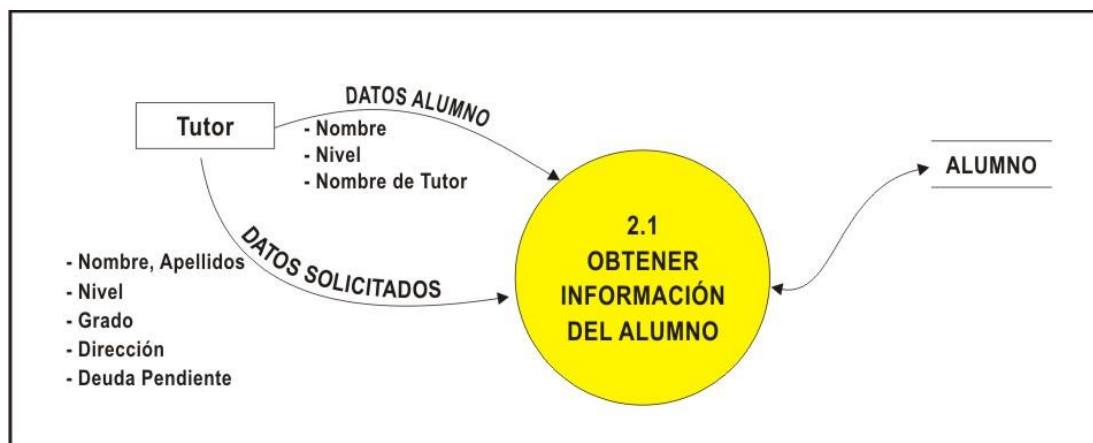 Tutor
DATOS ALUMNO
- Nombre
- Nivel
- Nombre de Tutor
ALUMNO
2.1
OBTENER
INFORMACIÓN
DEL ALUMNO
DATOS SOLICITADOS
- Nombre, Apellidos
- Nivel
- Grado
- Dirección
- Deuda Pendiente